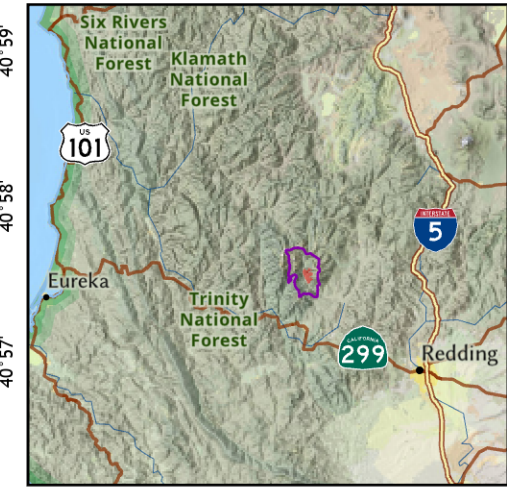 Six Rivers
National
Forest
Klamath
National
Forest
40°59'
US
101
40°58'
INTERSTATE
5
Eureka
Trinity
National
Forest
CALIFORNIA
299
Redding
40°57'